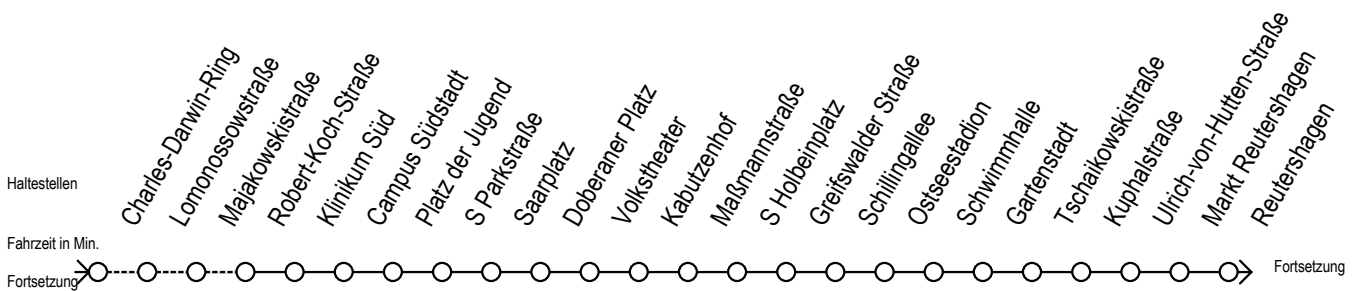 Haltestellen
Charles-Darwin-Ring
Lomonossowstraße
Majakowskistraße
Robert-Koch-Straße
Klinikum Süd
Campus Südstadt
Platz der Jugend
S Parkstraße
Saarplatz
Doberaner Platz
Volkstheater
Kabutzenhof
Maßmannstraße
S Holbeinplatz
Greifswalder Straße
Schillingallee
Ostseestadion
Schwimmhalle
Gartenstadt
Tschaikowskistraße
Kuphalstraße
Ulrich-von-Hutten-Straße
Markt Reutershagen
Reutershagen
Fahrzeit in Min.
Fortsetzung
Fortsetzung